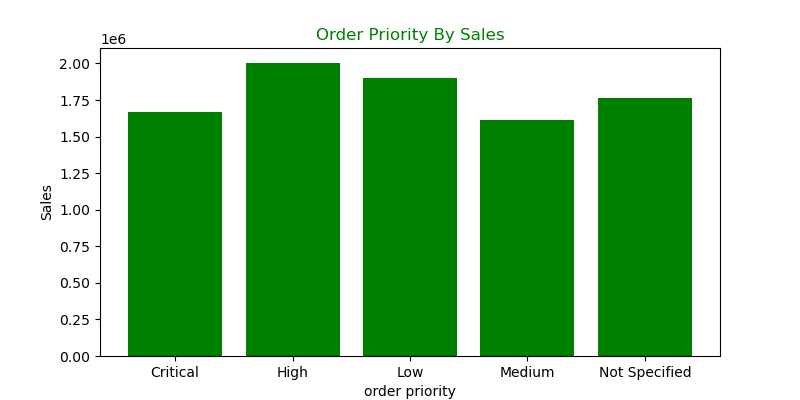 Order Priority By Sales
1e6
2.00
1.75
1.50
1.25
1.00
0.75
0.50
0.25
0.00
Sales
Critical High Low Medium Not Specified
order priority